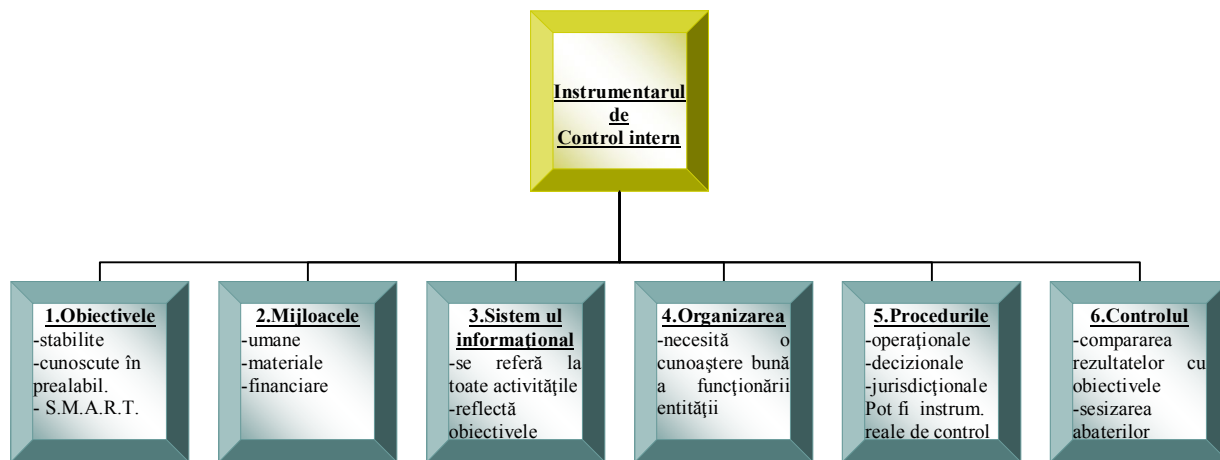 Instrumentarul
de
Control intern
1.Obiectivele
-stabilite
-cunoscute în
prealabil.
- S.M.A.R.T.
2.Mijloacele
-umane
-materiale
-financiare
3.Sistem ul
informaţional
-se referă la
toate activităţile
-reflectă
obiectivele
4.Organizarea
-necesită o
cunoaştere bună
a funcţionării
entităţii
5.Procedurile
-operaţionale
-decizionale
-jurisdicţionale
Pot fi instrum.
reale de control
6.Controlul
-compararea
rezultatelor cu
obiectivele
-sesizarea
abaterilor